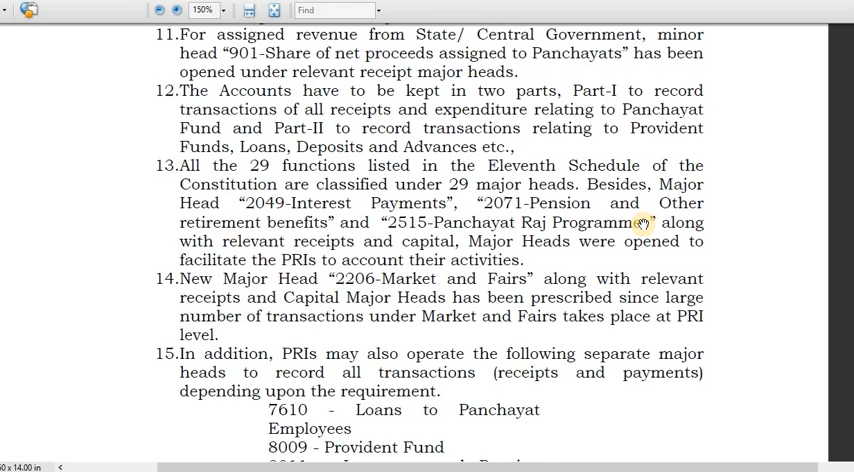 150%
Find
11.For assigned revenue from State/ Central Government, minor
head “901-Share of net proceeds assigned to Panchayats” has been
opened under relevant receipt major heads.
12.The Accounts have to be kept in two parts, Part-I to record
transactions of all receipts and expenditure relating to Panchayat
Fund and Part-II to record transactions relating to Provident
Funds, Loans, Deposits and Advances etc.,
13.All the 29 functions listed in the Eleventh Schedule of the
Constitution are classified under 29 major heads. Besides, Major
Head “2049-Interest Payments”, “2071-Pension and Other
retirement benefits” and “2515-Panchayat Raj Programmes” along
with relevant receipts and capital, Major Heads were opened to
facilitate the PRIs to account their activities.
14.New Major Head “2206-Market and Fairs” along with relevant
receipts and Capital Major Heads has been prescribed since large
number of transactions under Market and Fairs takes place at PRI
level.
15.In addition, PRIs may also operate the following separate major
heads to record all transactions (receipts and payments)
depending upon the requirement.
7610 - Loans to Panchayat
Employees
8009 - Provident Fund
x 14.00 in